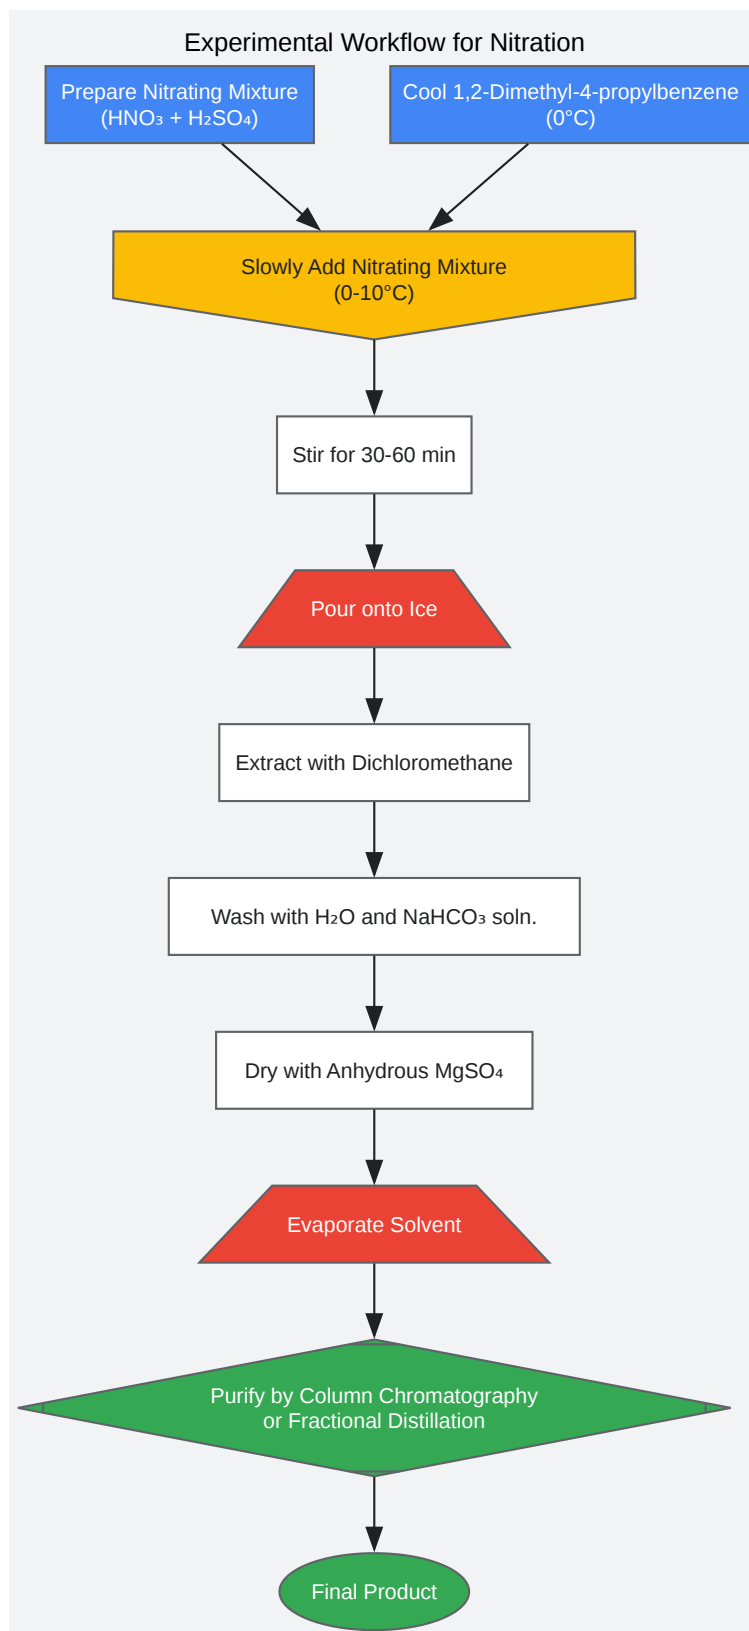 Experimental Workflow for Nitration
Prepare Nitrating Mixture
(HNO₃ + H₂SO₄)
Cool 1,2-Dimethyl-4-propylbenzene
(0°C)
Slowly Add Nitrating Mixture
(0-10°C)
Stir for 30-60 min
Pour onto Ice
Extract with Dichloromethane
Wash with H₂O and NaHCO₃ soln.
Dry with Anhydrous MgSO₄
Evaporate Solvent
Purify by Column Chromatography
or Fractional Distillation
Final Product